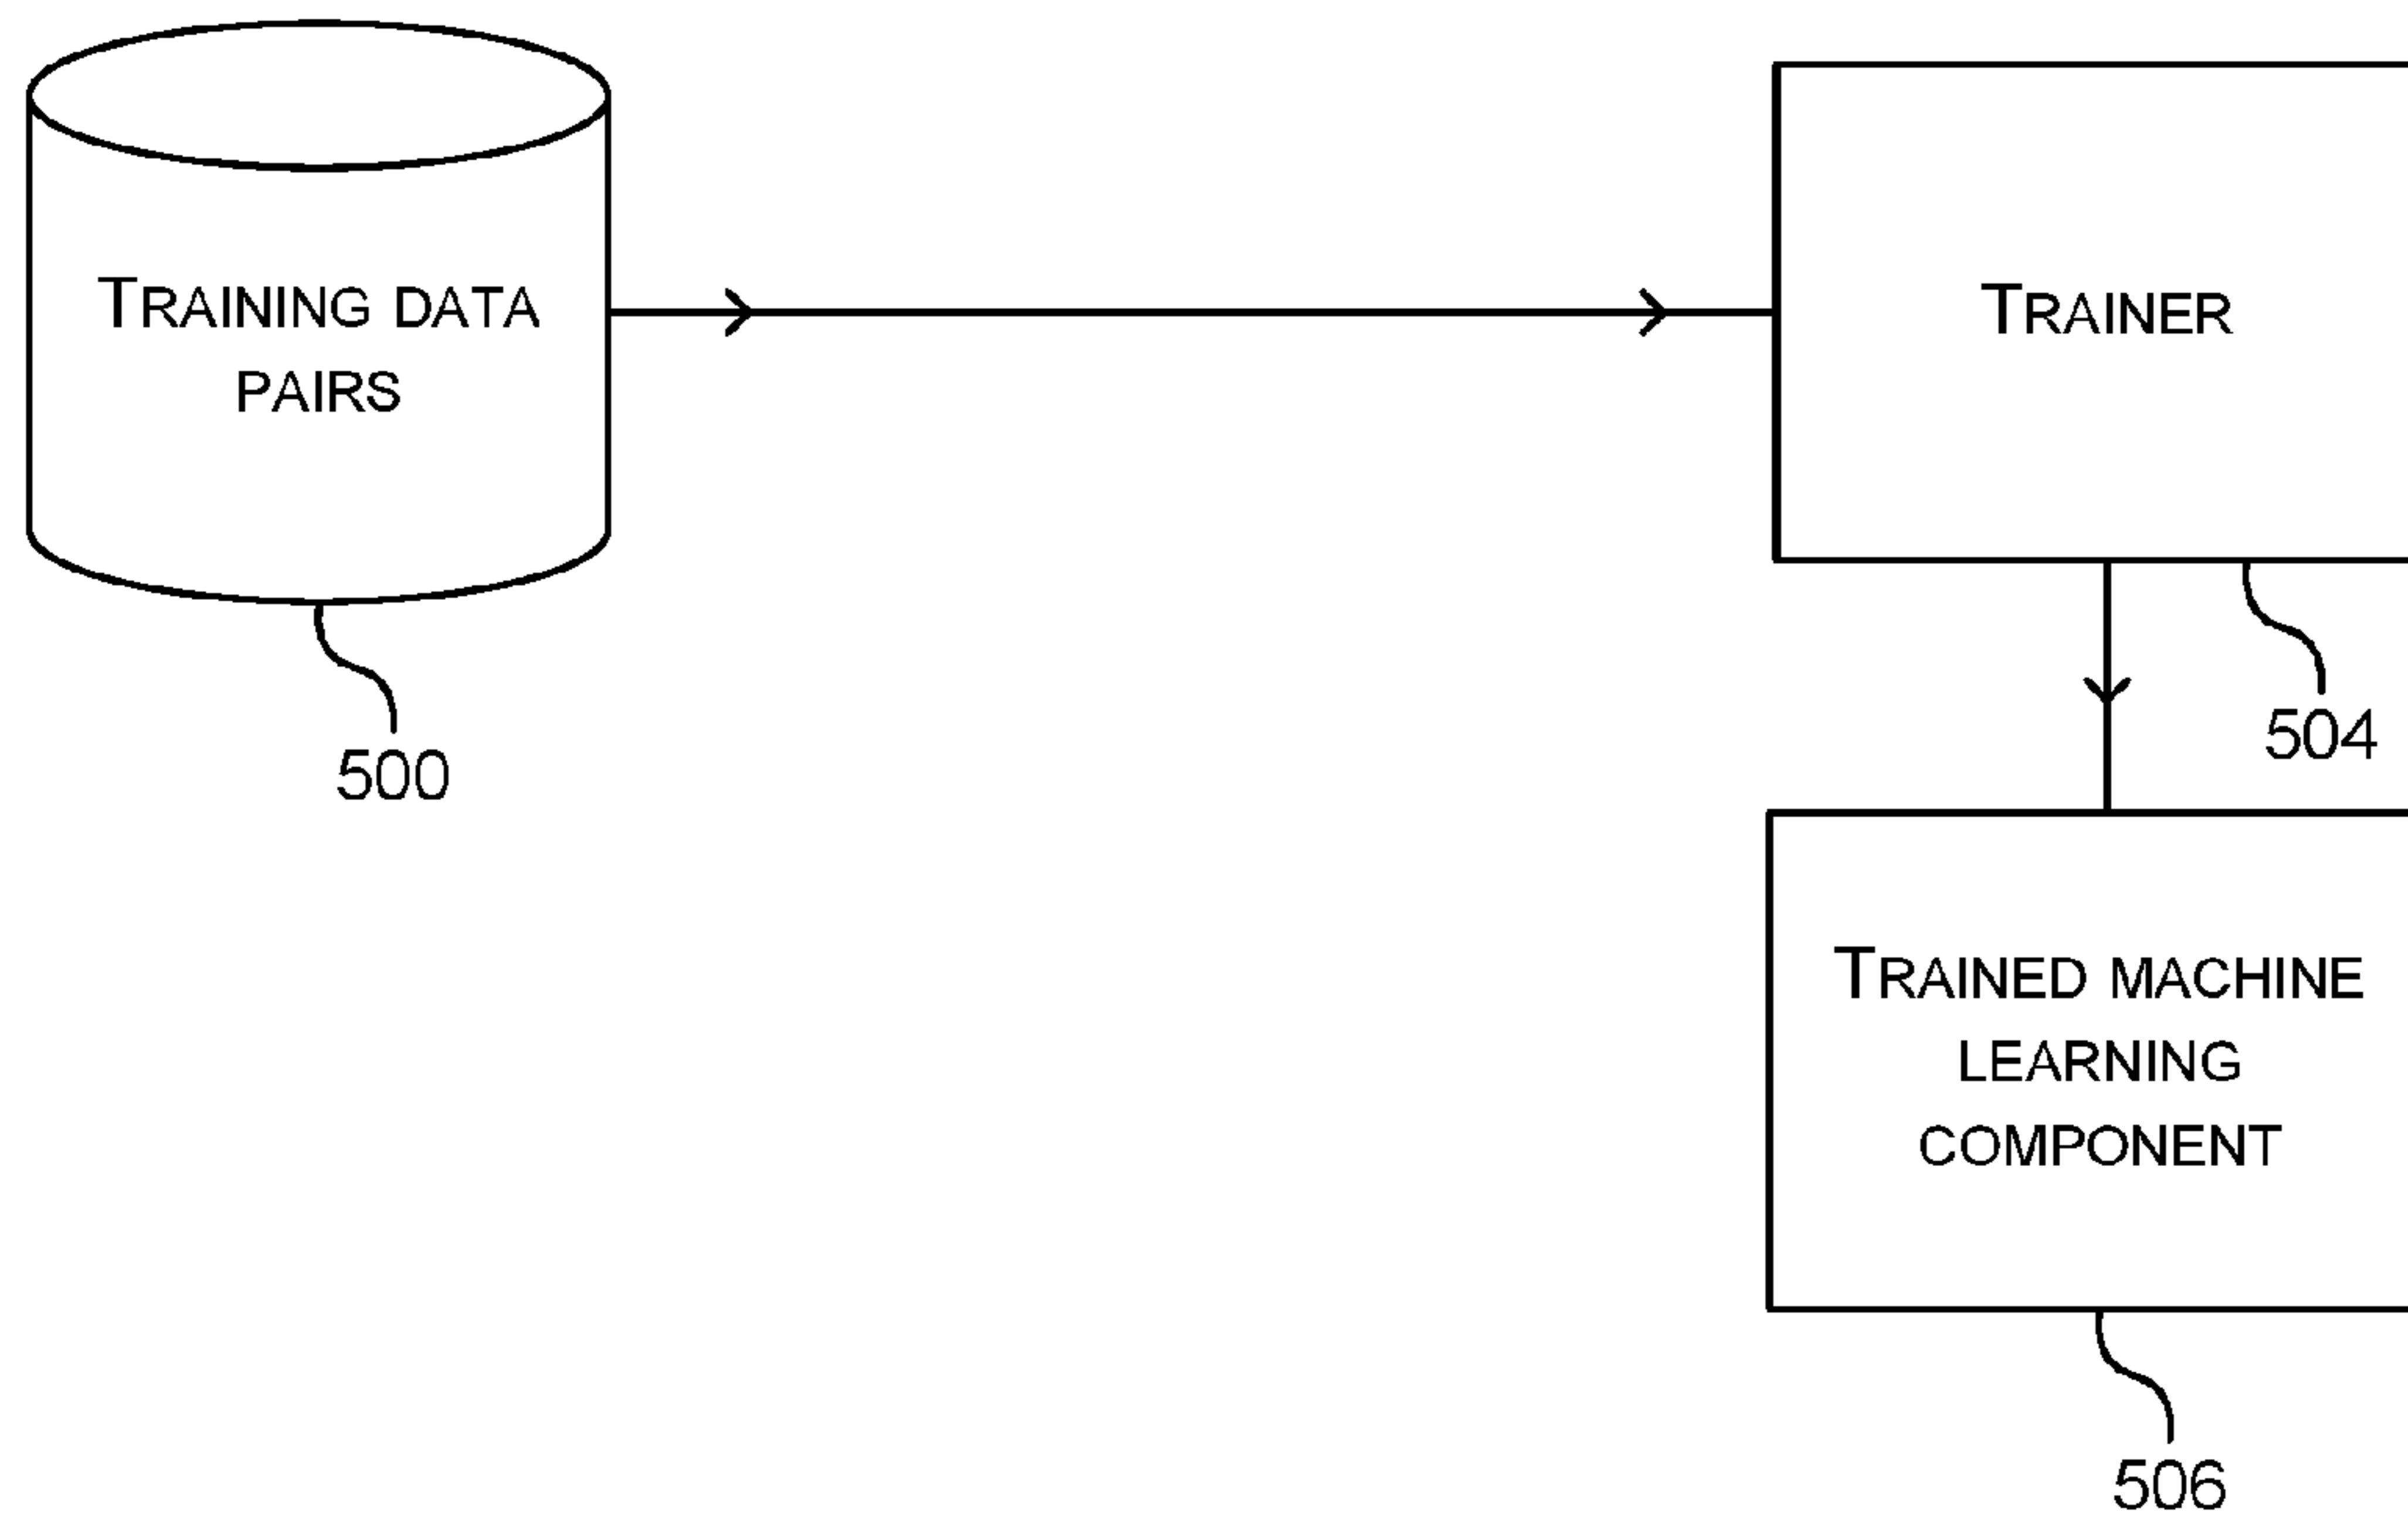 TRAINING DATA
PAIRS
TRAINER
500
504
TRAINED MACHINE
LEARNING
COMPONENT
506